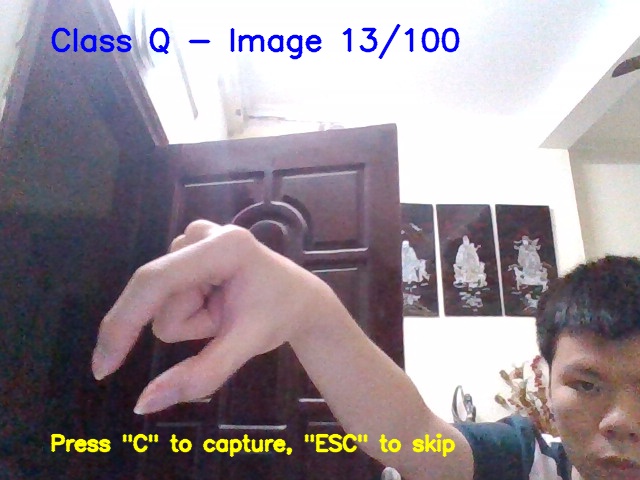 Class Q - Image 13/100
Press "C" to capture, "ESC" to skip